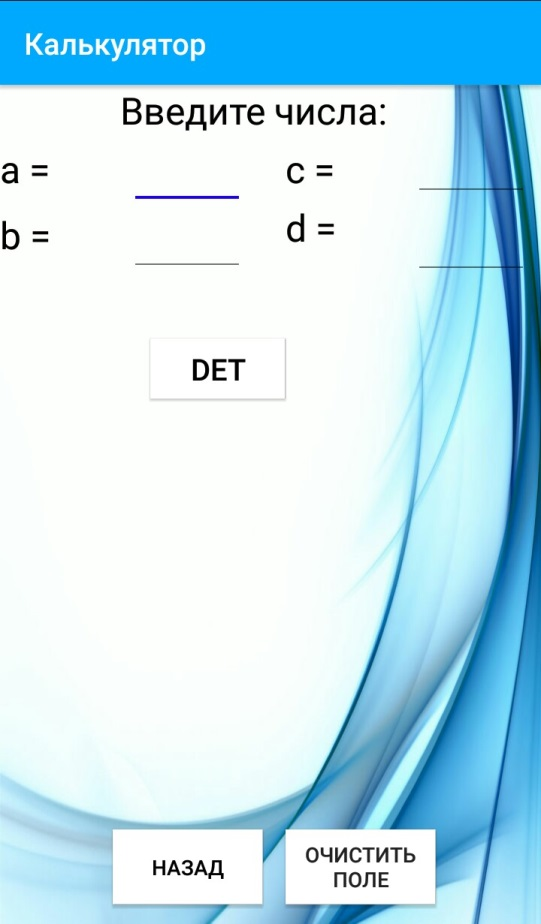 Калькулятор
Введите числа:
a =
c =
b =
d =
DET
НАЗАД
ОЧИСТИТЬ
ПОЛЕ